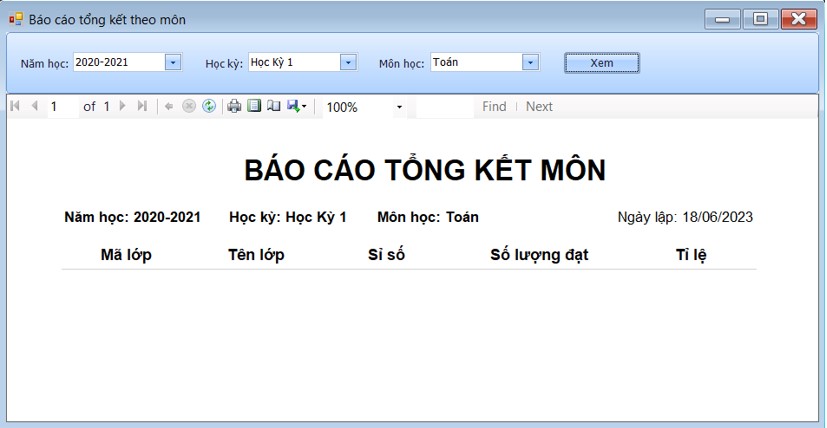 Báo cáo tổng kết theo môn
Năm học: 2020-2021 Học kỳ: Học Kỳ 1 Môn học: Toán Xem
1 of 1 100% Find Next
BÁO CÁO TỔNG KẾT MÔN
Năm học: 2020-2021 Học kỳ: Học Kỳ 1 Môn học: Toán Ngày lập: 18/06/2023
Mã lớp Tên lớp Sỉ số Số lượng đạt Tỉ lệ